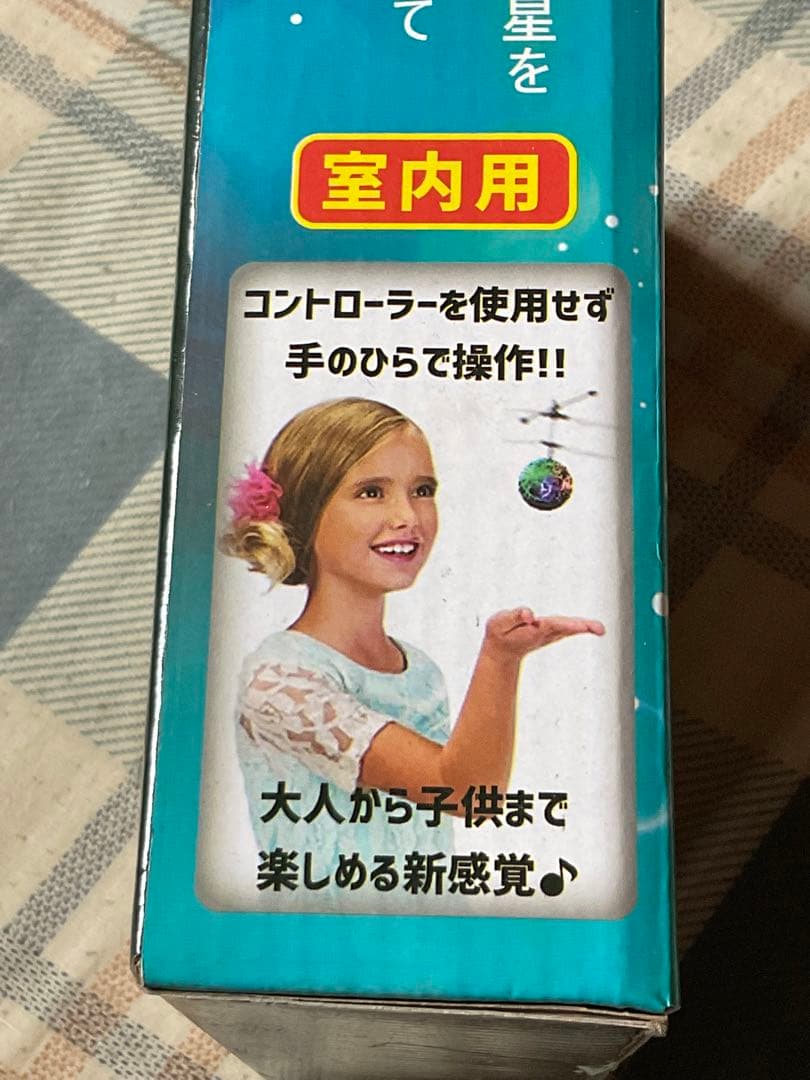 星を
て
室内用
コントローラーを使用せず
手のひらで操作!!
大人から子供まで
楽しめる新感覚♪